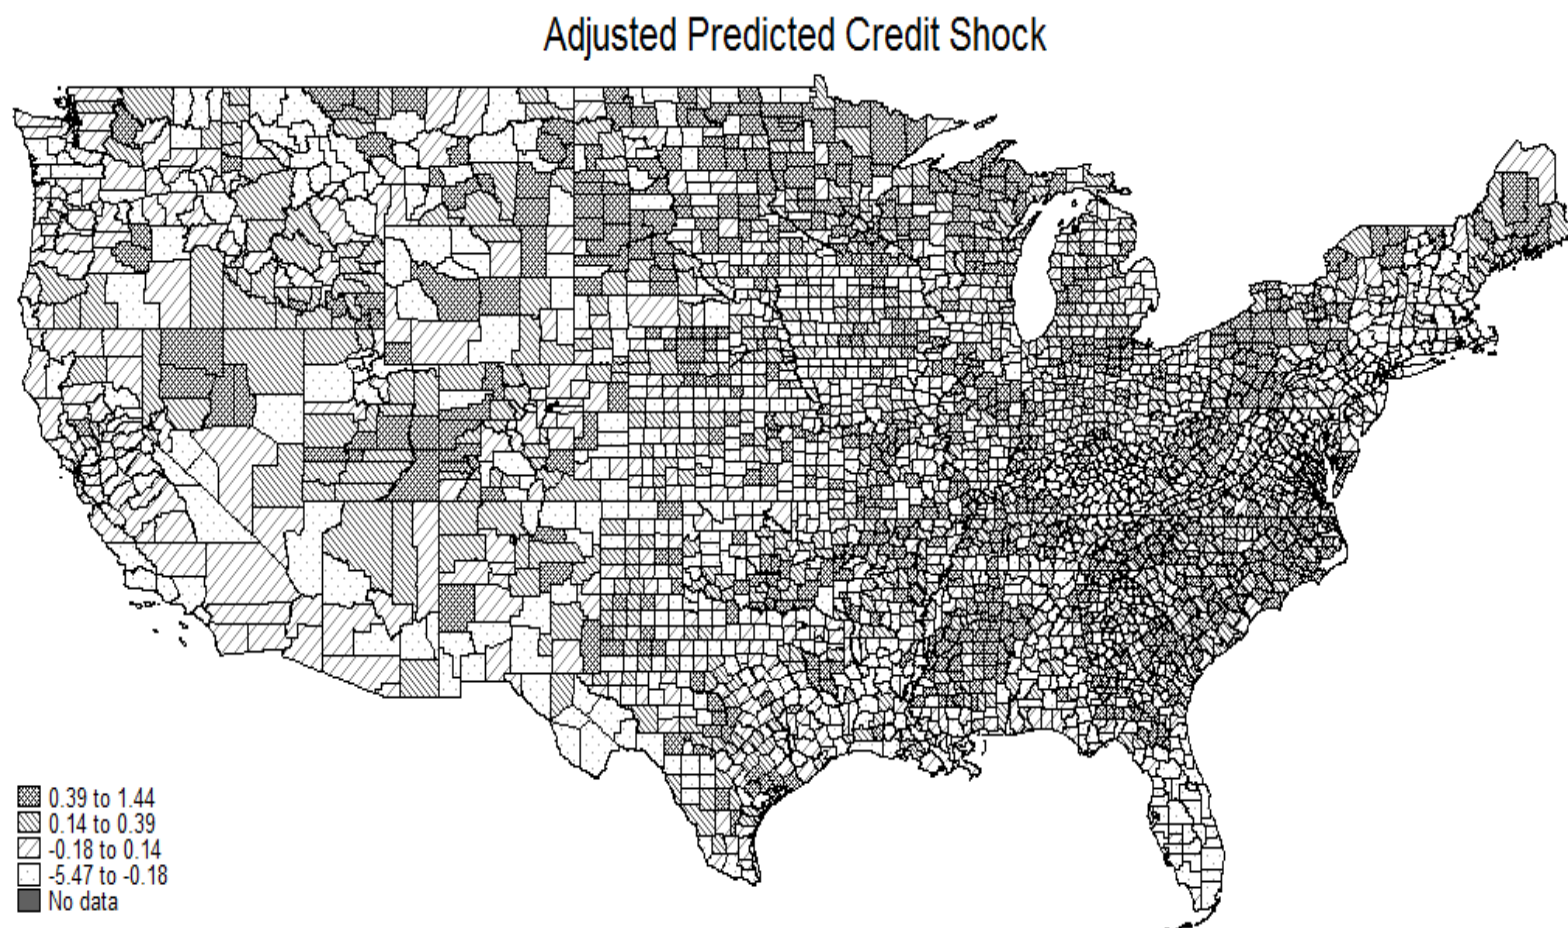 Adjusted Predicted Credit Shock
0.39 to 1.44
0.14 to 0.39
-0.18 to 0.14
-5.47 to -0.18
No data